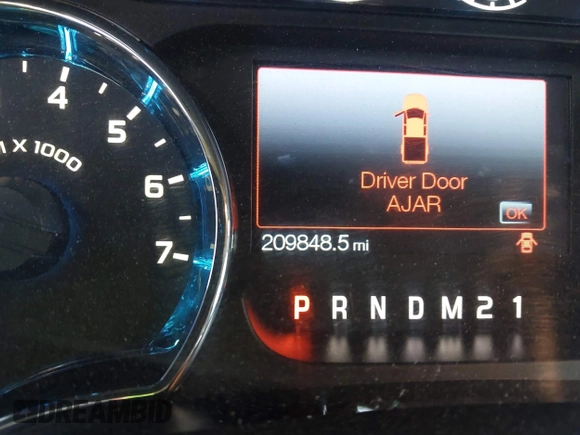 4
5
6
7
X 1000
Driver Door
AJAR
OK
209848.5 mi
P R N D M 2 1
DREAMBID